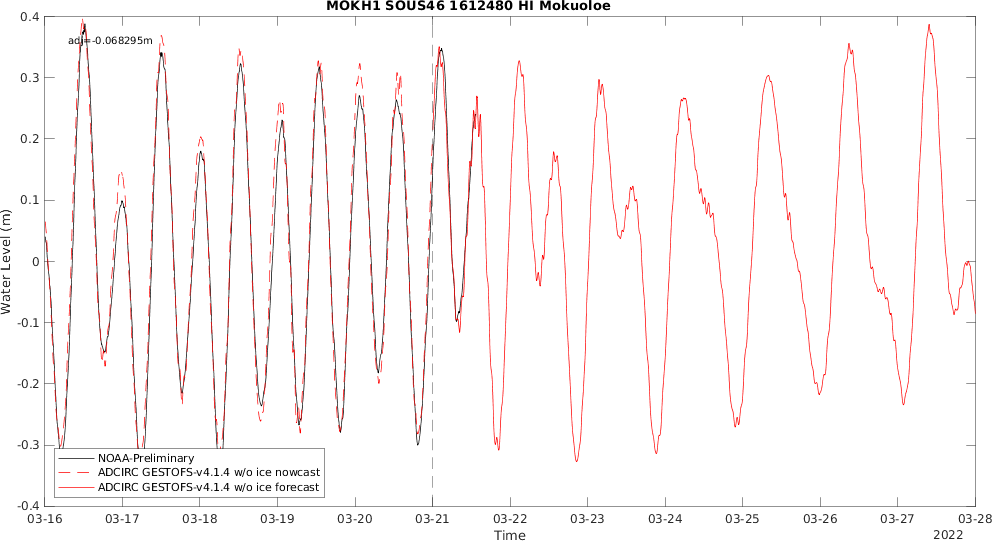 MOKH1 SOUS46 1612480 HI Mokuoloe
adj=-0.068295m
Water Level (m)
0.4
0.3
0.2
0.1
0
-0.1
-0.2
-0.3
-0.4
NOAA-Preliminary
ADCIRC GESTOFS-v4.1.4 w/o ice nowcast
ADCIRC GESTOFS-v4.1.4 w/o ice forecast
03-16 03-17 03-18 03-19 03-20 03-21 03-22 03-23 03-24 03-25 03-26 03-27 03-28
Time
2022